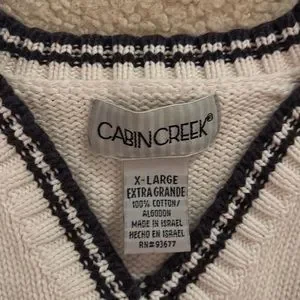 CABIN CREEK®
X-LARGE
EXTRA GRANDE
100% COTTON/
ALGODON
MADE IN ISRAEL
HECHO EN ISRAEL
RN#93677